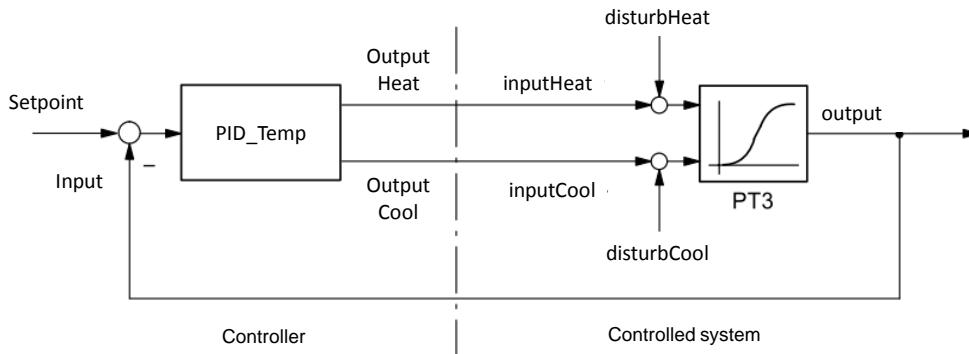 disturbHeat
Output
Heat
inputHeat
Setpoint
PID_Temp
output
Input
–
Output
Cool
inputCool
PT3
disturbCool
Controller
Controlled system